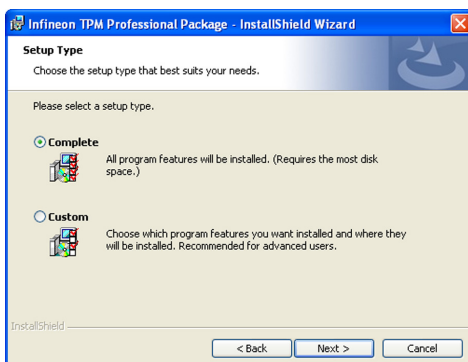 Infineon TPM Professional Package - InstallShield Wizard
Setup Type
Choose the setup type that best suits your needs.
Please select a setup type.
Complete
All program features will be installed. (Requires the most disk
space.)
Custom
Choose which program features you want installed and where they
will be installed. Recommended for advanced users.
InstallShield
< Back
Next >
Cancel